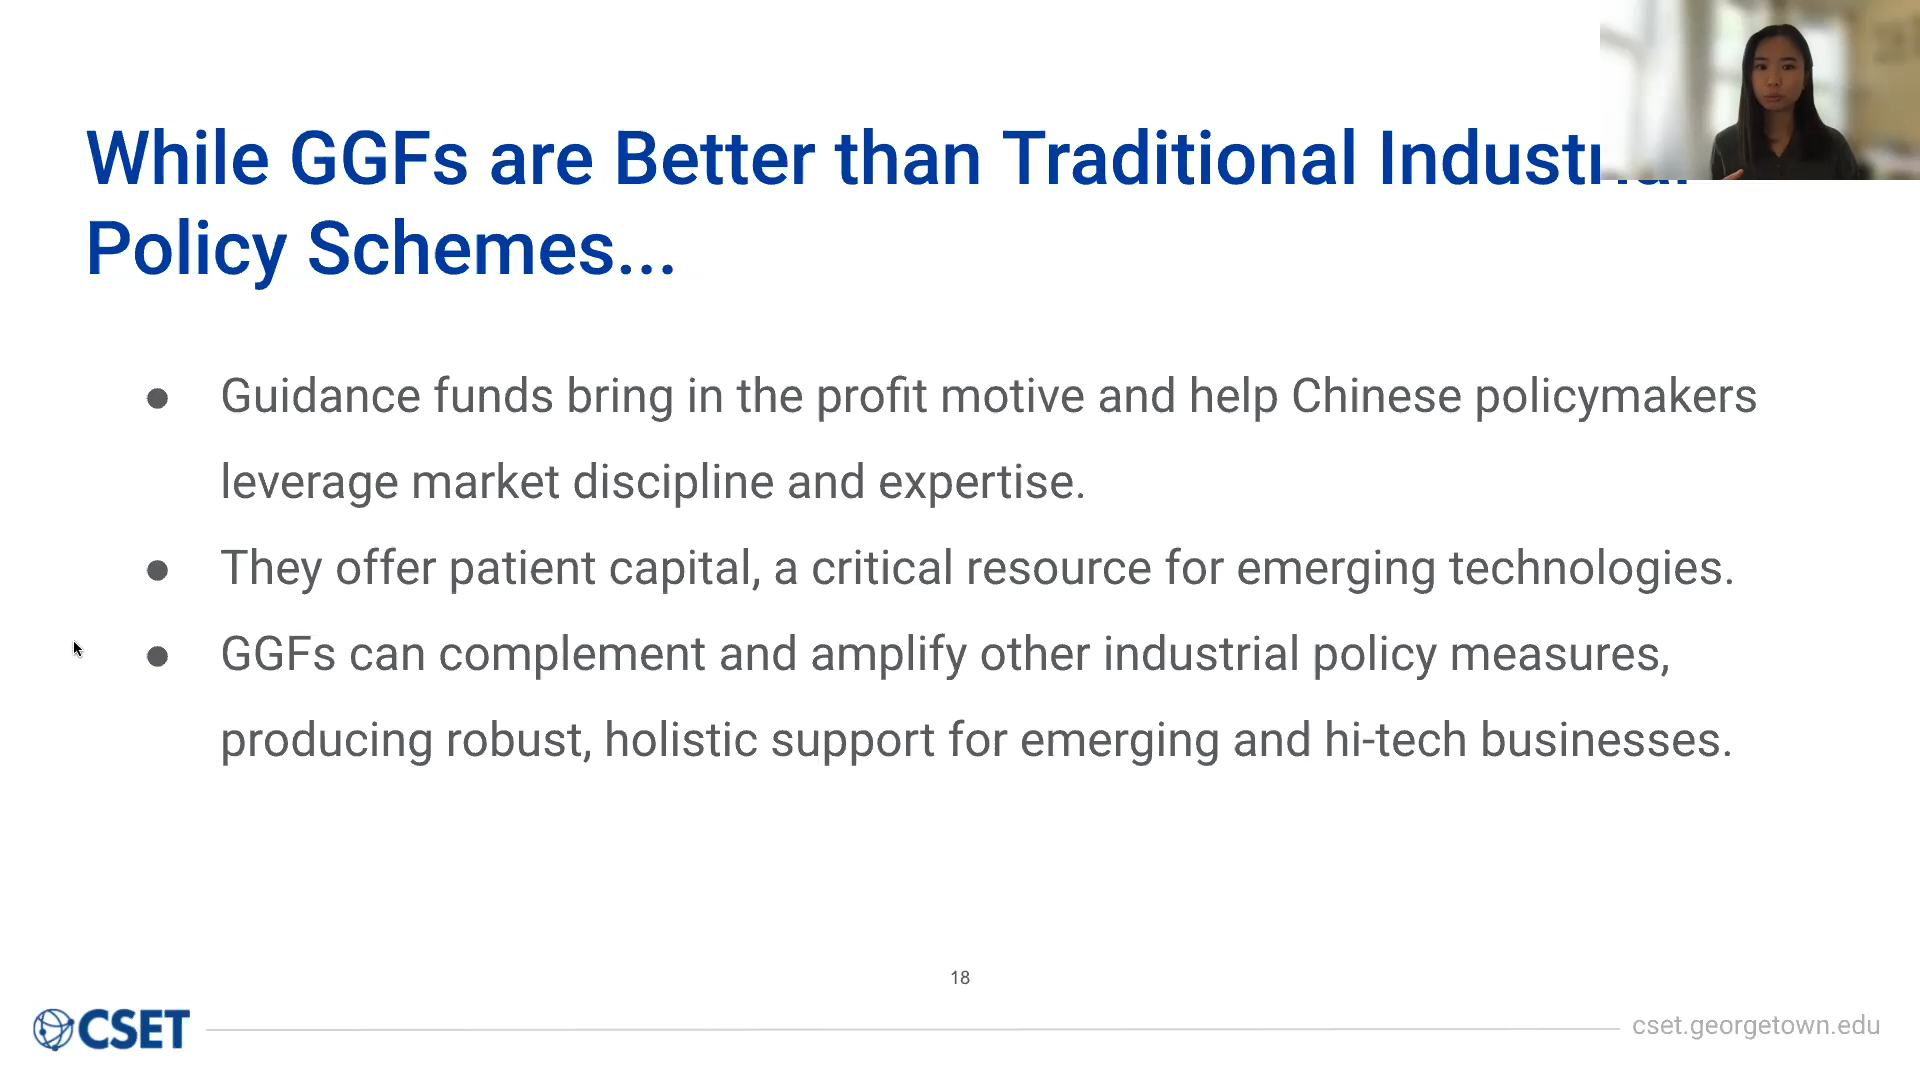 While GGFs are Better than Traditional Industrial
Policy Schemes...
● Guidance funds bring in the profit motive and help Chinese policymakers
leverage market discipline and expertise.
● They offer patient capital, a critical resource for emerging technologies.
● GGFs can complement and amplify other industrial policy measures,
producing robust, holistic support for emerging and hi-tech businesses.
18
CSET
cset.georgetown.edu